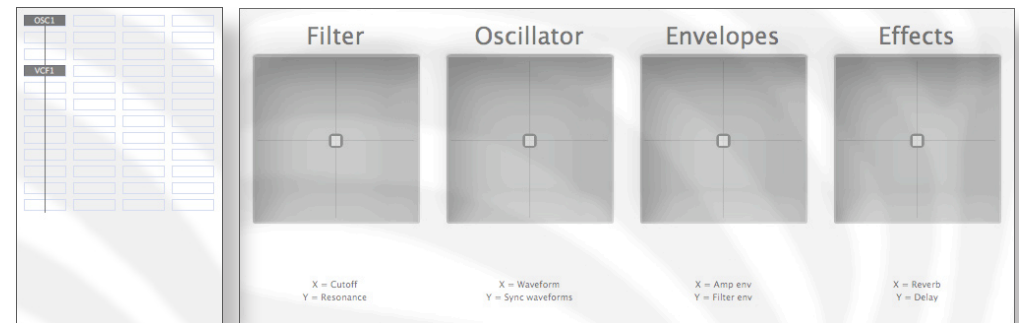 OSC1
VCF1
Filter Oscillator Envelopes Effects
X = Cutoff
Y = Resonance
X = Waveform
Y = Sync waveforms
X = Amp env
Y = Filter env
X = Reverb
Y = Delay